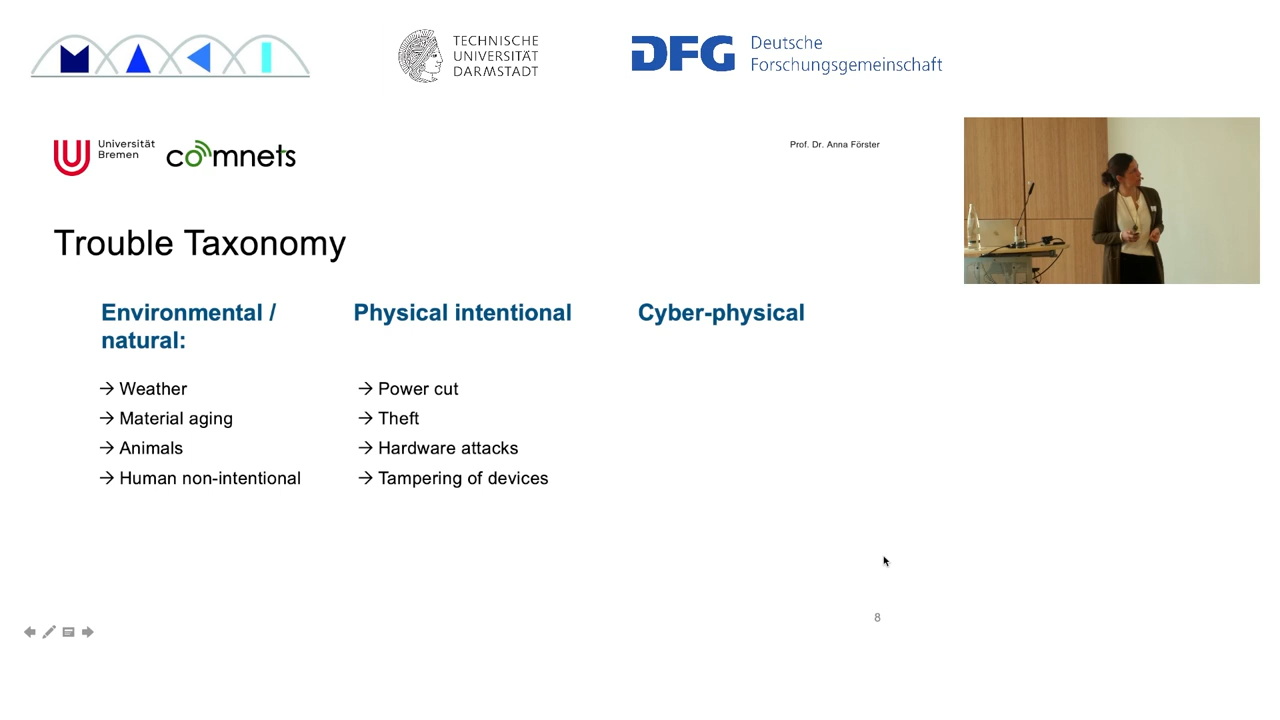 MAKI
TECHNISCHE
UNIVERSITÄT
DARMSTADT
DFG
Deutsche
Forschungsgemeinschaft
Universität
Bremen
comnets
Prof. Dr. Anna Förster
Trouble Taxonomy
Environmental /
natural:
→ Weather
→ Material aging
→ Animals
→ Human non-intentional
Physical intentional
→ Power cut
→ Theft
→ Hardware attacks
→ Tampering of devices
Cyber-physical
8